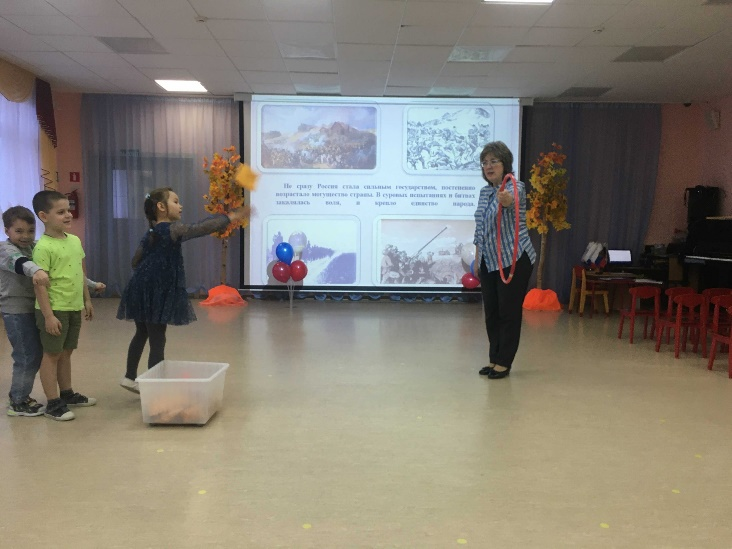 Не сразу Россия стала сильным государством, постепенно
возрастало могущество страны. В суровых испытаниях и битвах
закалялась воля, и крепло единство народа.